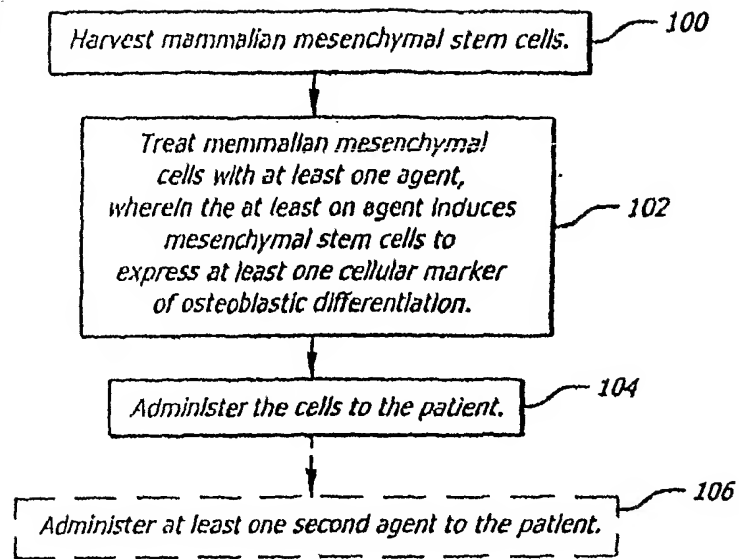 Harvest mammalian mesenchymal stem cells.
100
Treat memmalian mesenchymal
cells with at least one agent,
wherein the at least on agent induces
mesenchymal stem cells to
express at least one cellular marker
of osteoblastic differentiation.
102
Administer the cells to the patient.
104
Administer at least one second agent to the patient.
106